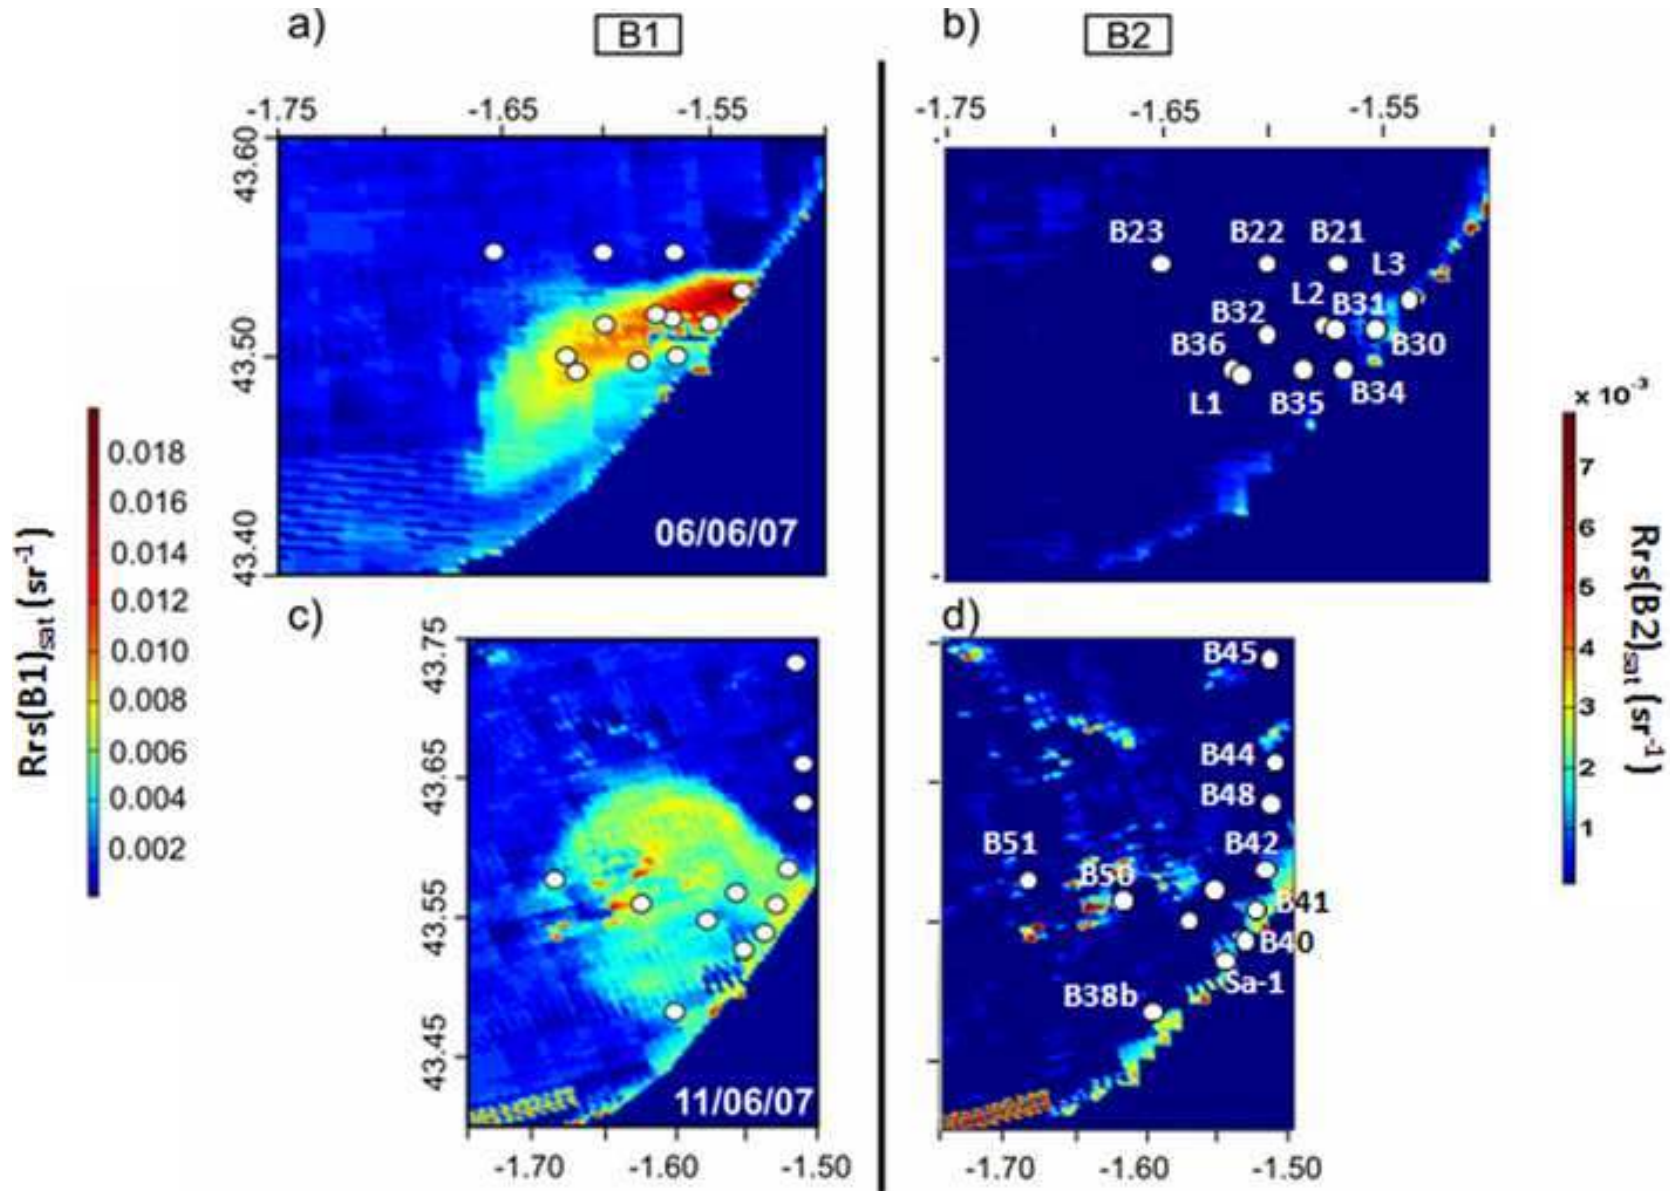 a)
B1
b)
B2
-1.75
-1.65
-1.55
-1.75
-1.65
-1.55
43.60
43.50
43.40
06/06/07
B23
B22
B21
L3
L2
B31
B32
B36
B30
L1
B35
B34
Rrs(B1)sat (sr-1)
0.018
0.016
0.014
0.012
0.010
0.008
0.006
0.004
0.002
x 10-3
7
6
5
4
3
2
1
Rrs(B2)sat (sr-1)
c)
43.75
43.65
43.55
43.45
11/06/07
-1.70
-1.60
-1.50
d)
B45
B44
B48
B42
B51
B50
B41
B40
Sa-1
B38b
-1.70
-1.60
-1.50